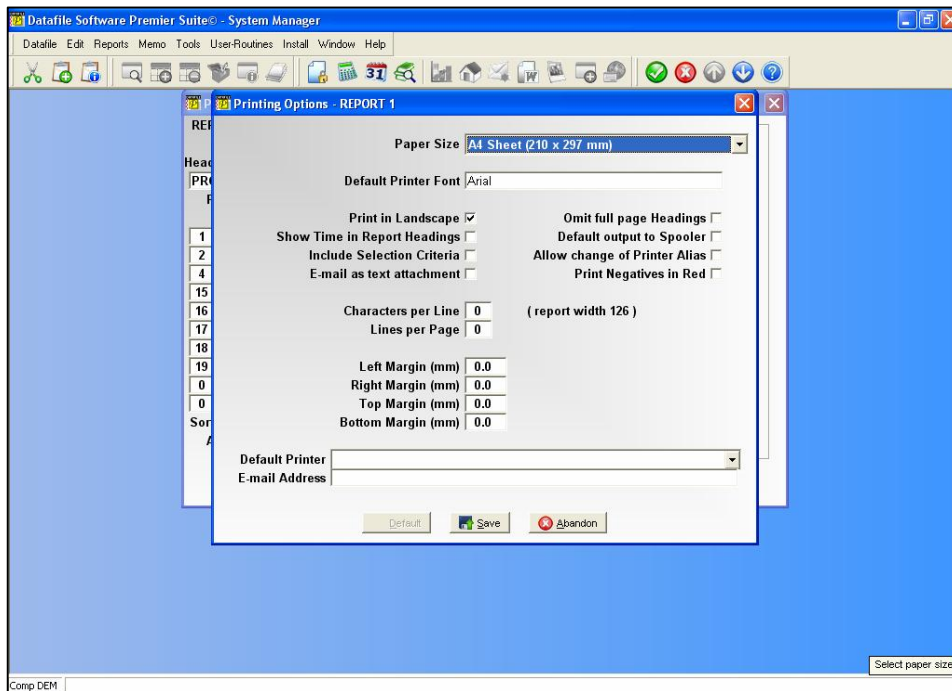 Datafile Software Premier Suite© - System Manager
Datafile Edit Reports Memo Tools User-Routines Install Window Help
31
Printing Options - REPORT 1
Paper Size A4 Sheet (210 x 297 mm)
Default Printer Font Arial
Print in Landscape Omit full page Headings
Show Time in Report Headings Default output to Spooler
Include Selection Criteria Allow change of Printer Alias
E-mail as text attachment Print Negatives in Red
Characters per Line 0 ( report width 126 )
Lines per Page 0
Left Margin (mm) 0.0
Right Margin (mm) 0.0
Top Margin (mm) 0.0
Bottom Margin (mm) 0.0
Default Printer
E-mail Address
Default Save Abandon
1
2
4
15
16
17
18
19
0
0
Select paper size
Comp DEM